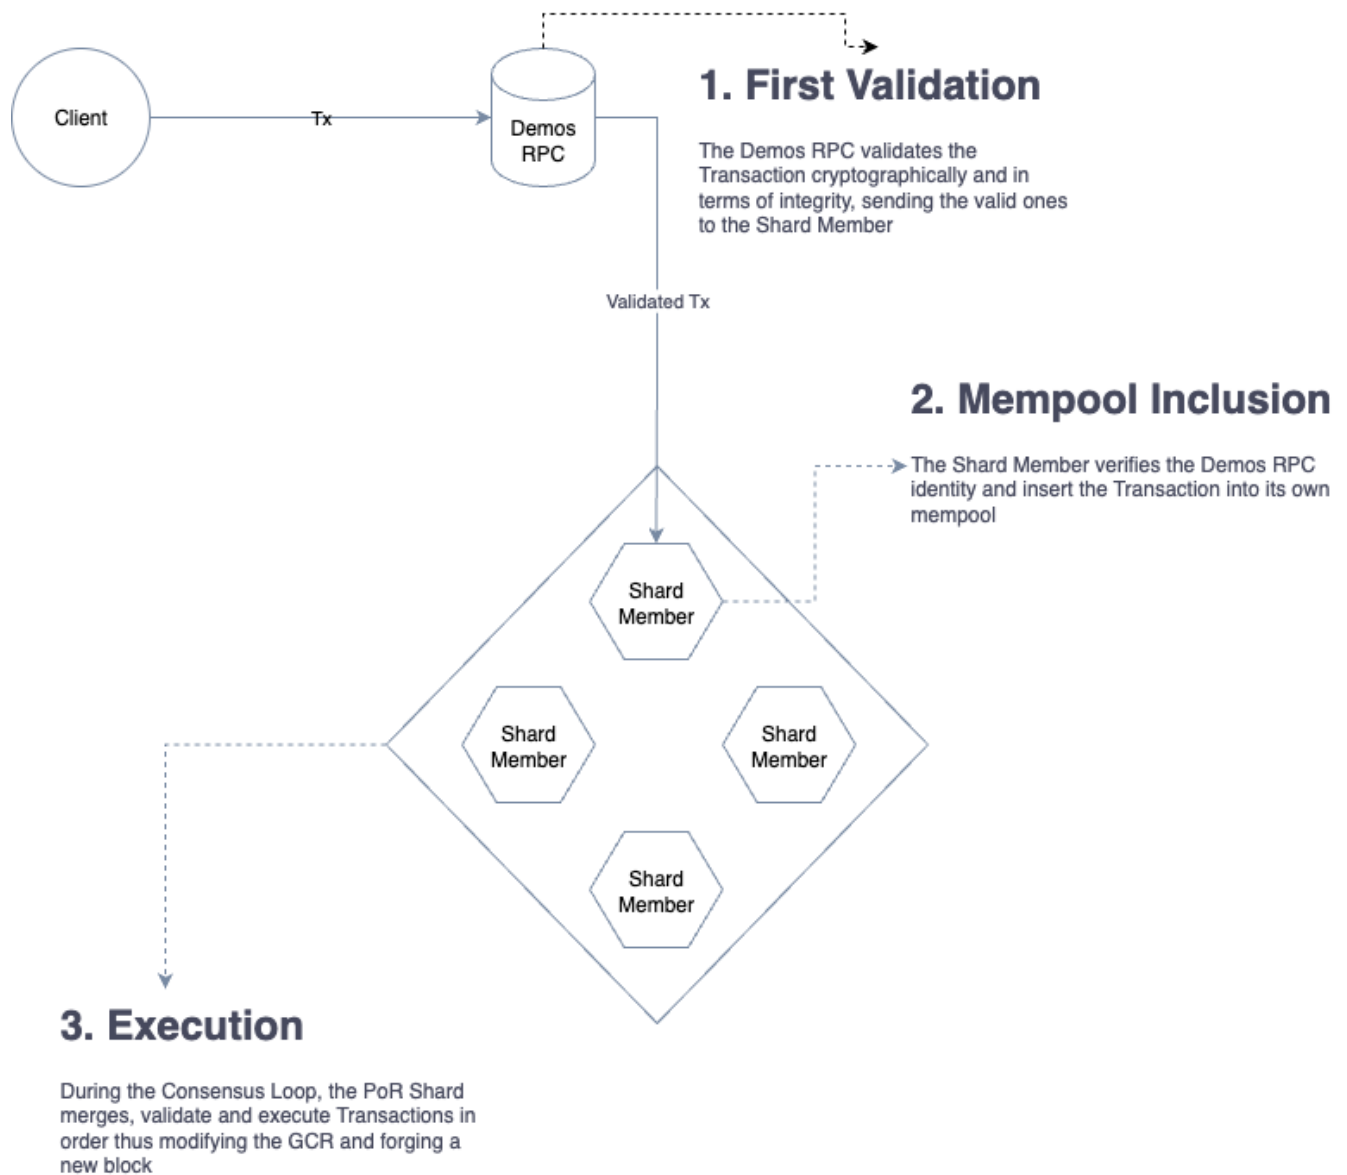 Client
Tx
Demos
RPC
1. First Validation
The Demos RPC validates the
Transaction cryptographically and in
terms of integrity, sending the valid ones
to the Shard Member
Validated Tx
2. Mempool Inclusion
The Shard Member verifies the Demos RPC
identity and insert the Transaction into its own
mempool
Shard
Member
Shard
Member
Shard
Member
Shard
Member
3. Execution
During the Consensus Loop, the PoR Shard
merges, validate and execute Transactions in
order thus modifying the GCR and forging a
new block